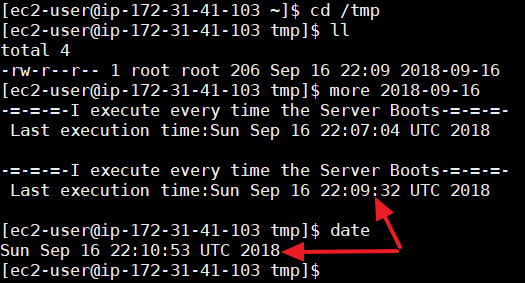 [ec2-user@ip-172-31-41-103 ~]$ cd /tmp
[ec2-user@ip-172-31-41-103 tmp]$ ll
total 4
-rw-r--r-- 1 root root 206 Sep 16 22:09 2018-09-16
[ec2-user@ip-172-31-41-103 tmp]$ more 2018-09-16
-=-=-=-I execute every time the Server Boots-=-=-=-
 Last execution time:Sun Sep 16 22:07:04 UTC 2018

-=-=-=-I execute every time the Server Boots-=-=-=-
 Last execution time:Sun Sep 16 22:09:32 UTC 2018

[ec2-user@ip-172-31-41-103 tmp]$ date
Sun Sep 16 22:10:53 UTC 2018
[ec2-user@ip-172-31-41-103 tmp]$